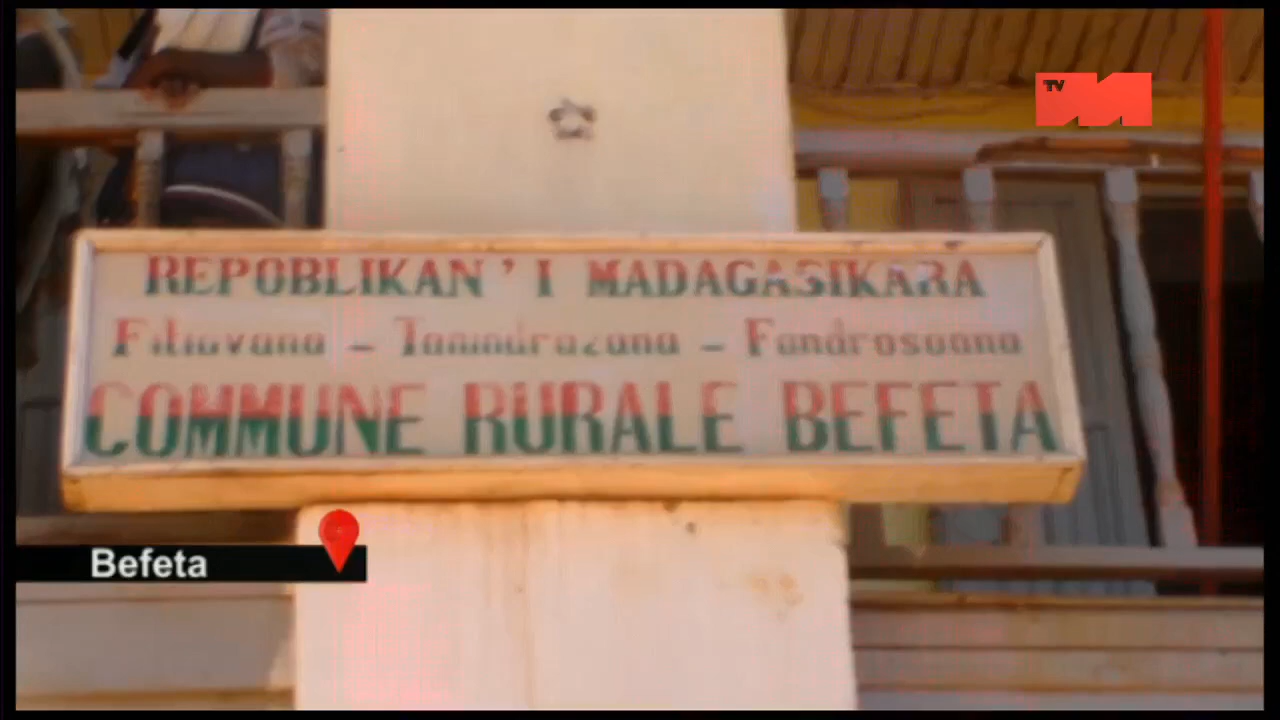 TV
REPOBLIKAN'I MADAGASIKARA
Fitiavana - Tanindrazana - Fandrosoana
COMMUNE RURALE BEFETA
Befeta